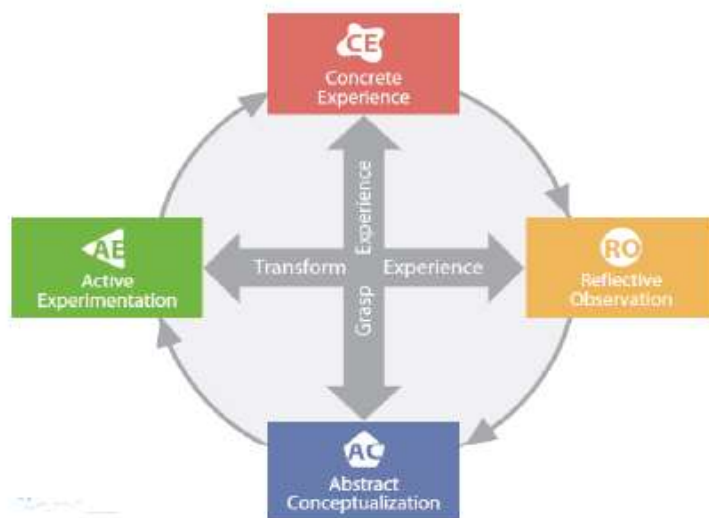 CE
Concrete
Experience
AE
Active
Experimentation
Transform Experience
Grasp Experience
RO
Reflective
Observation
AC
Abstract
Conceptualization